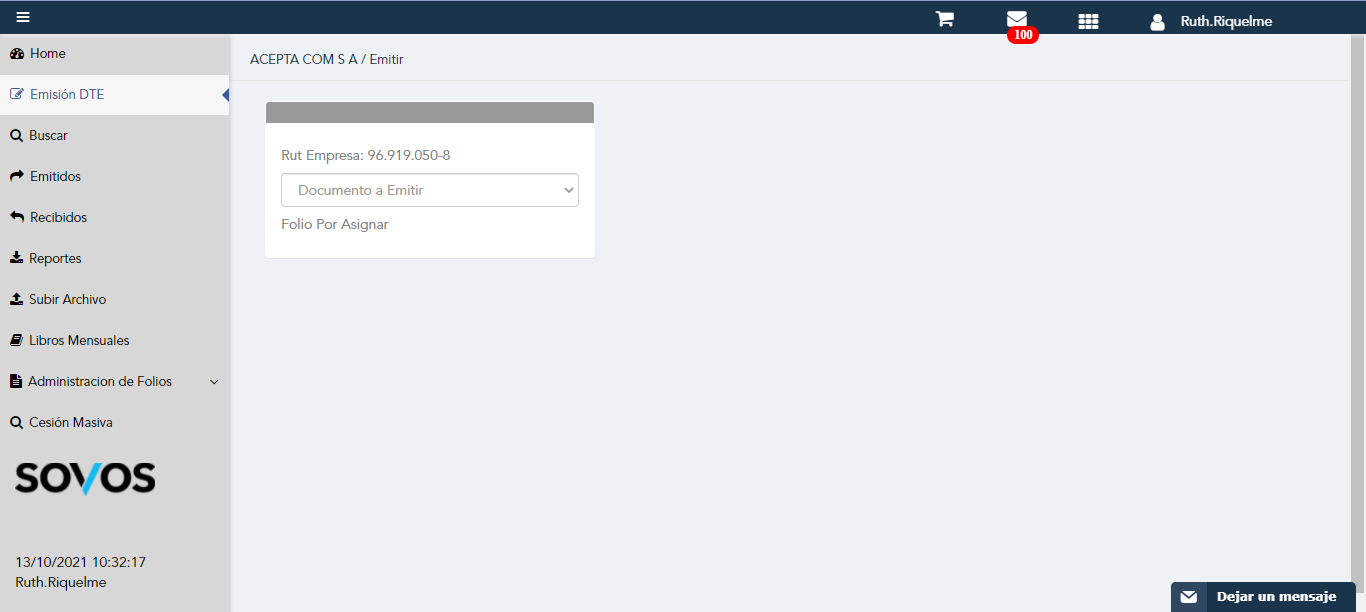 100
Ruth.Riquelme
Home
Emisión DTE
Buscar
Emitidos
Recibidos
Reportes
Subir Archivo
Libros Mensuales
Administracion de Folios
Cesión Masiva
SOVOS
13/10/2021 10:32:17
Ruth.Riquelme
ACEPTA COM S A / Emitir
Rut Empresa: 96.919.050-8
Documento a Emitir
Folio Por Asignar
Dejar un mensaje